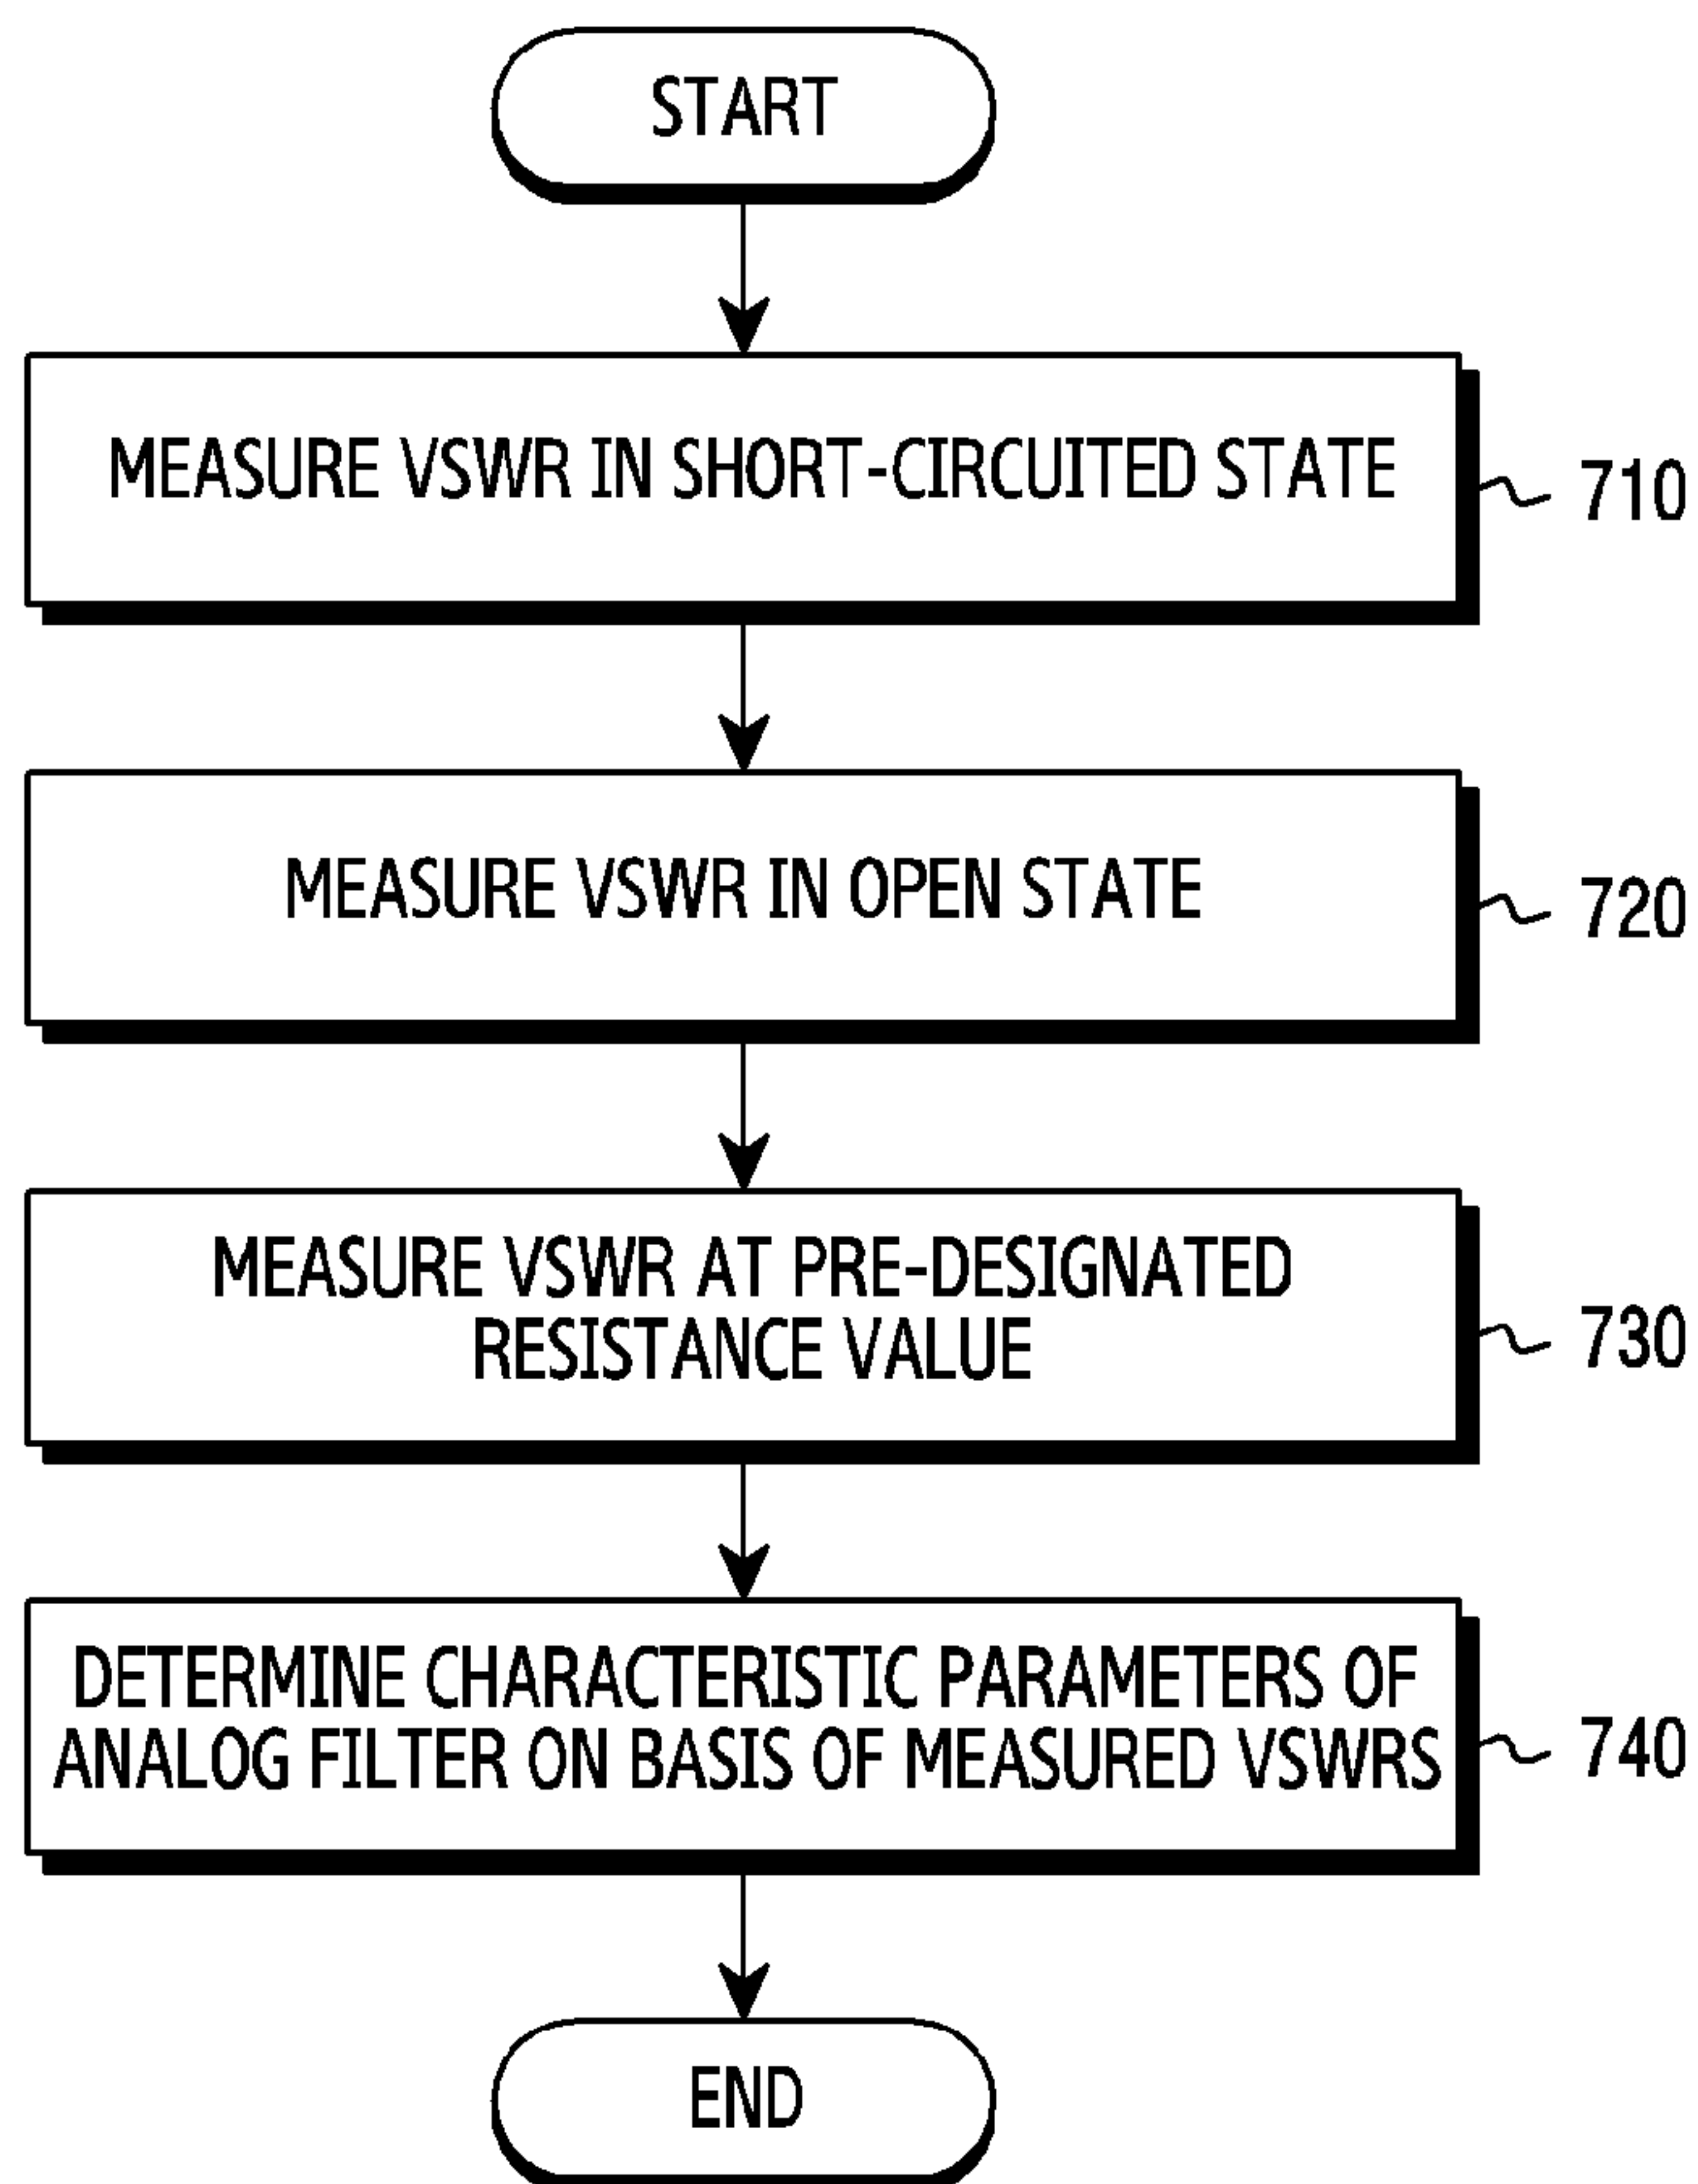 START
MEASURE VSWR IN SHORT-CIRCUITED STATE
710
MEASURE VSWR IN OPEN STATE
720
MEASURE VSWR AT PRE-DESIGNATED
RESISTANCE VALUE
730
DETERMINE CHARACTERISTIC PARAMETERS OF
ANALOG FILTER ON BASIS OF MEASURED VSWRS
740
END